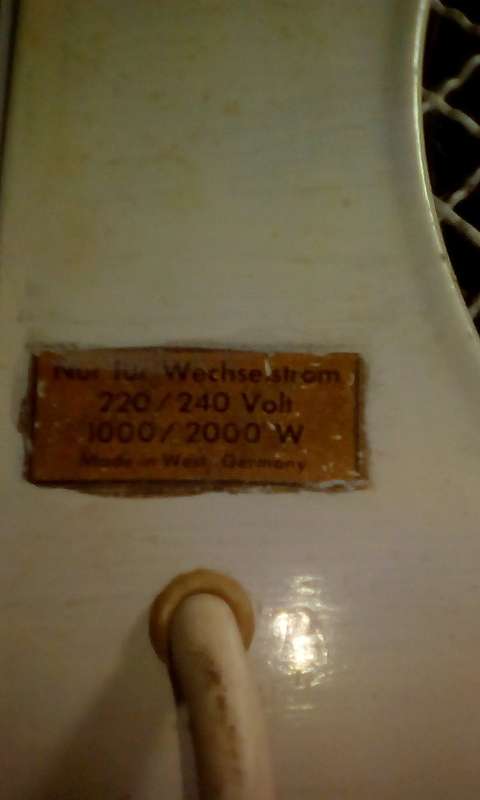 Nur für Wechselstrom
220/240 Volt
1000/2000 W
Made in West. Germany